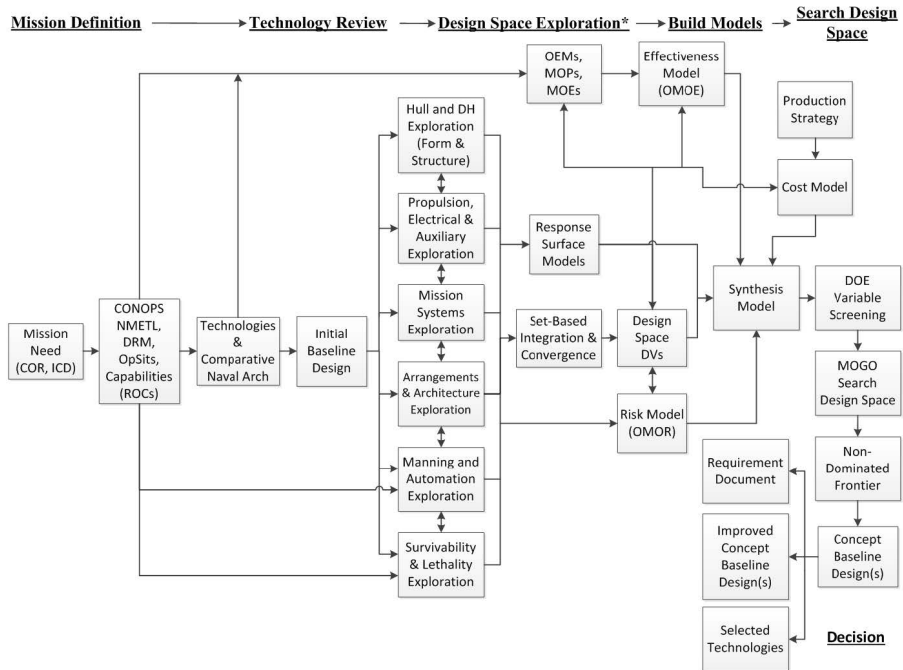 Mission Definition
Technology Review
Design Space Exploration*
Build Models
Search Design
Space
OEMs,
MOPs,
MOEs
Effectiveness
Model
(OMOE)
Production
Strategy
Cost Model
Hull and DH
Exploration
(Form &
Structure)
Propulsion,
Electrical &
Auxiliary
Exploration
Mission
Systems
Exploration
Arrangements
& Architecture
Exploration
Manning and
Automation
Exploration
Survivability
& Lethality
Exploration
Mission
Need
(COR, ICD)
CONOPS
NMETL,
DRM,
OpSits,
Capabilities
(ROCs)
Technologies
&
Comparative
Naval Arch
Initial
Baseline
Design
Response
Surface
Models
Set-Based
Integration &
Convergence
Design
Space
DVs
Risk Model
(OMOR)
Synthesis
Model
DOE
Variable
Screening
MOGO
Search
Design Space
Non-
Dominated
Frontier
Concept
Baseline
Design(s)
Requirement
Document
Improved
Concept
Baseline
Design(s)
Selected
Technologies
Decision